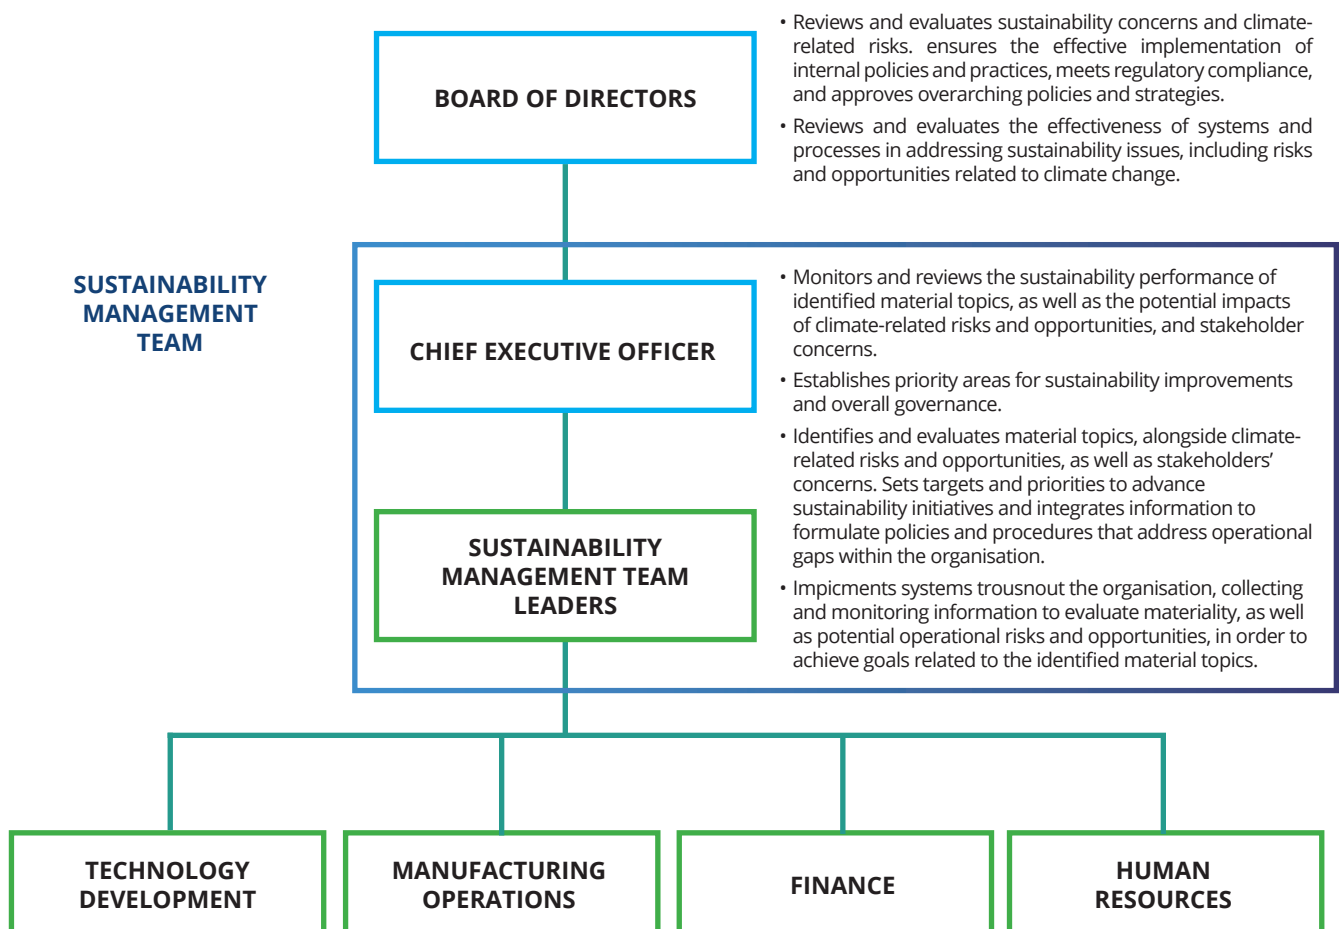 BOARD OF DIRECTORS
• Reviews and evaluates sustainability concerns and climate-
related risks. ensures the effective implementation of
internal policies and practices, meets regulatory compliance,
and approves overarching policies and strategies.
• Reviews and evaluates the effectiveness of systems and
processes in addressing sustainability issues, including risks
and opportunities related to climate change.
SUSTAINABILITY
MANAGEMENT
TEAM
CHIEF EXECUTIVE OFFICER
SUSTAINABILITY
MANAGEMENT TEAM
LEADERS
• Monitors and reviews the sustainability performance of
identified material topics, as well as the potential impacts
of climate-related risks and opportunities, and stakeholder
concerns.
• Establishes priority areas for sustainability improvements
and overall governance.
• Identifies and evaluates material topics, alongside climate-
related risks and opportunities, as well as stakeholders’
concerns. Sets targets and priorities to advance
sustainability initiatives and integrates information to
formulate policies and procedures that address operational
gaps within the organisation.
• Impicments systems trousnout the organisation, collecting
and monitoring information to evaluate materiality, as well
as potential operational risks and opportunities, in order to
achieve goals related to the identified material topics.
TECHNOLOGY
DEVELOPMENT
MANUFACTURING
OPERATIONS
FINANCE
HUMAN
RESOURCES